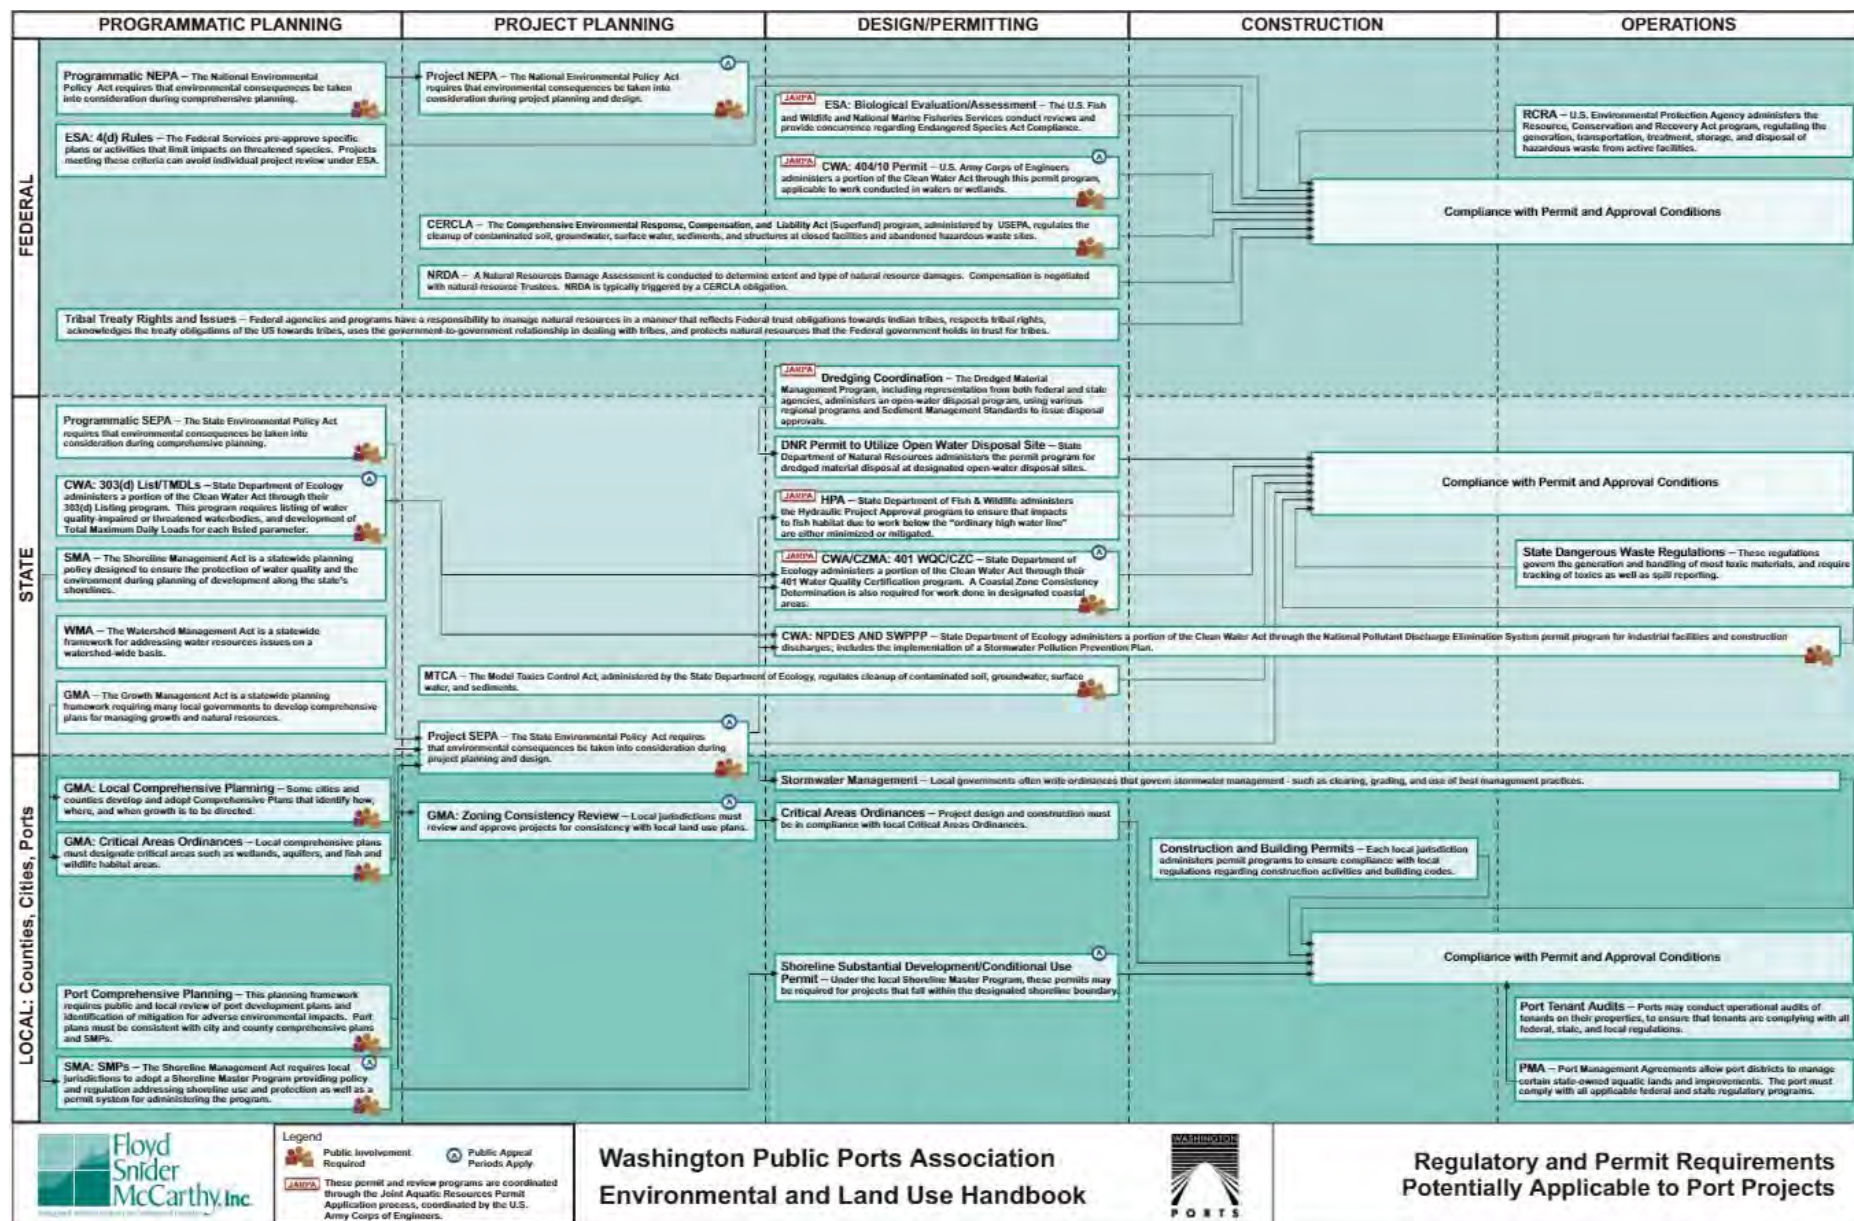 PROGRAMMATIC PLANNING
PROJECT PLANNING
DESIGN/PERMITTING
CONSTRUCTION
OPERATIONS
FEDERAL
Programmatic NEPA – The National Environmental
Policy Act requires that environmental consequences be taken
into consideration during comprehensive planning.
Project NEPA – The National Environmental Policy Act
requires that environmental consequences be taken into
consideration during project planning and design.
ESA: 4(d) Rules – The Federal Services pre-approve specific
plans or activities that limit impacts on threatened species. Projects
meeting these criteria can avoid individual project review under ESA.
JARPA
ESA: Biological Evaluation/Assessment – The U.S. Fish
and Wildlife and National Marine Fisheries Services conduct reviews and
provide concurrence regarding Endangered Species Act Compliance.
RCRA – U.S. Environmental Protection Agency administers the
Resource, Conservation and Recovery Act program, regulating the
generation, transportation, treatment, storage, and disposal of
hazardous waste from active facilities.
JARPA
CWA: 404/10 Permit – U.S. Army Corps of Engineers
administers a portion of the Clean Water Act through this permit program,
applicable to work conducted in waters or wetlands.
Compliance with Permit and Approval Conditions
CERCLA – The Comprehensive Environmental Response, Compensation, and Liability Act (Superfund) program, administered by USEPA, regulates the
cleanup of contaminated soil, groundwater, surface water, sediments, and structures at closed facilities and abandoned hazardous waste sites.
NRDA – A Natural Resources Damage Assessment is conducted to determine extent and type of natural resource damages. Compensation is negotiated
with natural resource Trustees. NRDA is typically triggered by a CERCLA obligation.
Tribal Treaty Rights and Issues – Federal agencies and programs have a responsibility to manage natural resources in a manner that reflects Federal trust obligations towards Indian tribes, respects tribal rights,
acknowledges the treaty obligations of the US towards tribes, uses the government-to-government relationship in dealing with tribes, and protects natural resources that the Federal government holds in trust for tribes.
JARPA
Dredging Coordination – The Dredged Material
Management Program, including representation from both federal and state
agencies, administers an open-water disposal program, using various
regional programs and Sediment Management Standards to issue disposal
approvals.
STATE
Programmatic SEPA – The State Environmental Policy Act
requires that environmental consequences be taken into
consideration during comprehensive planning.
DNR Permit to Utilize Open Water Disposal Site – State
Department of Natural Resources administers the permit program for
dredged material disposal at designated open-water disposal sites.
Compliance with Permit and Approval Conditions
CWA: 303(d) List/TMDLs – State Department of Ecology
administers a portion of the Clean Water Act through their
303(d) Listing program. This program requires listing of water
quality-impaired or threatened waterbodies, and development of
Total Maximum Daily Loads for each listed parameter.
JARPA
HPA – State Department of Fish & Wildlife administers
the Hydraulic Project Approval program to ensure that impacts
to fish habitat due to work below the "ordinary high water line"
are either minimized or mitigated.
SMA – The Shoreline Management Act is a statewide planning
policy designed to ensure the protection of water quality and the
environment during planning of development along the state's
shorelines.
JARPA
CWA/CZMA: 401 WQC/CZC – State Department of
Ecology administers a portion of the Clean Water Act through their
401 Water Quality Certification program. A Coastal Zone Consistency
Determination is also required for work done in designated coastal
areas.
State Dangerous Waste Regulations – These regulations
govern the generation and handling of most toxic materials, and require
tracking of toxics as well as spill reporting.
WMA – The Watershed Management Act is a statewide
framework for addressing water resources issues on a
watershed-wide basis.
CWA: NPDES AND SWPPP – State Department of Ecology administers a portion of the Clean Water Act through the National Pollutant Discharge Elimination System permit program for industrial facilities and construction
discharges; includes the implementation of a Stormwater Pollution Prevention Plan.
MTCA – The Model Toxics Control Act, administered by the State Department of Ecology, regulates cleanup of contaminated soil, groundwater, surface
water, and sediments.
GMA – The Growth Management Act is a statewide planning
framework requiring many local governments to develop comprehensive
plans for managing growth and natural resources.
Project SEPA – The State Environmental Policy Act requires
that environmental consequences be taken into consideration during
project planning and design.
LOCAL: Counties, Cities, Ports
GMA: Local Comprehensive Planning – Some cities and
counties develop and adopt Comprehensive Plans that identify how,
where, and when growth is to be directed.
Stormwater Management – Local governments often write ordinances that govern stormwater management - such as clearing, grading, and use of best management practices.
GMA: Zoning Consistency Review – Local jurisdictions must
review and approve projects for consistency with local land use plans.
Critical Areas Ordinances – Project design and construction must
be in compliance with local Critical Areas Ordinances.
GMA: Critical Areas Ordinances – Local comprehensive plans
must designate critical areas such as wetlands, aquifers, and fish and
wildlife habitat areas.
Construction and Building Permits – Each local jurisdiction
administers permit programs to ensure compliance with local
regulations regarding construction activities and building codes.
Compliance with Permit and Approval Conditions
Shoreline Substantial Development/Conditional Use
Permit – Under the local Shoreline Master Program, these permits may
be required for projects that fall within the designated shoreline boundary.
Port Comprehensive Planning – This planning framework
requires public and local review of port development plans and
identification of mitigation for adverse environmental impacts. Port
plans must be consistent with city and county comprehensive plans
and SMPs.
Port Tenant Audits – Ports may conduct operational audits of
tenants on their properties, to ensure that tenants are complying with all
federal, state, and local regulations.
SMA: SMPs – The Shoreline Management Act requires local
jurisdictions to adopt a Shoreline Master Program providing policy
and regulation addressing shoreline use and protection as well as a
permit system for administering the program.
PMA – Port Management Agreements allow port districts to manage
certain state-owned aquatic lands and improvements. The port must
comply with all applicable federal and state regulatory programs.
Floyd
Snider
McCarthy, Inc.
Legend
Public Involvement
Required
A Public Appeal
Periods Apply
JARPA These permit and review programs are coordinated
through the Joint Aquatic Resources Permit
Application process, coordinated by the U.S.
Army Corps of Engineers.
Washington Public Ports Association
Environmental and Land Use Handbook
WASHINGTON
PORTS
Regulatory and Permit Requirements
Potentially Applicable to Port Projects